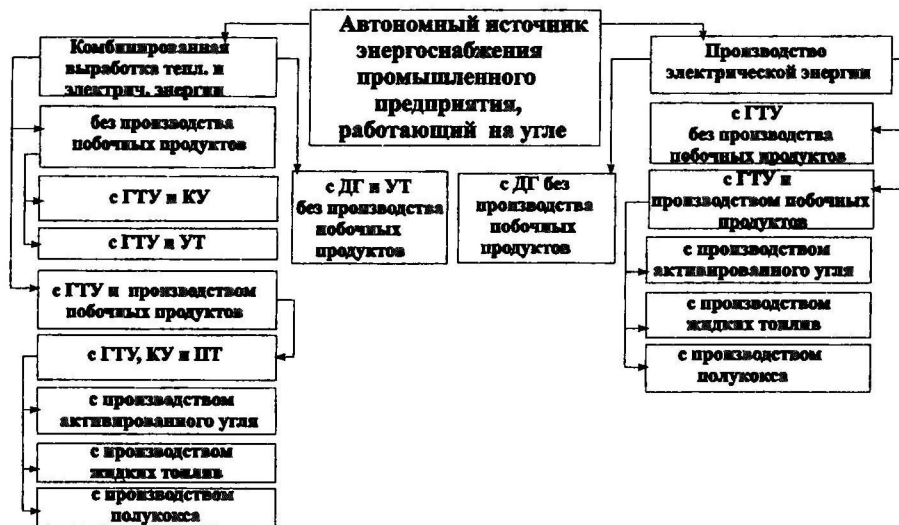 Автономный источник
энергоснабжения
промышленного
предприятия,
работающий на угле
Комбинированная
выработка тепл. и
электрич. энергии
без производства
побочных продуктов
с ГТУ и КУ
с ГТУ и УТ
с ГТУ и производством
побочных продуктов
с ГТУ, КУ и ПТ
с производством
активированного угля
с производством
жидких топлив
с производством
полукокса
с ДГ и УТ
без производства
побочных
продуктов
с ДГ без
производства
побочных
продуктов
Производство
электрической энергии
с ГТУ
без производства
побочных продуктов
с ГТУ и
производством побочных
продуктов
с производством
активированного угля
с производством
жидких топлив
с производством
полукокса